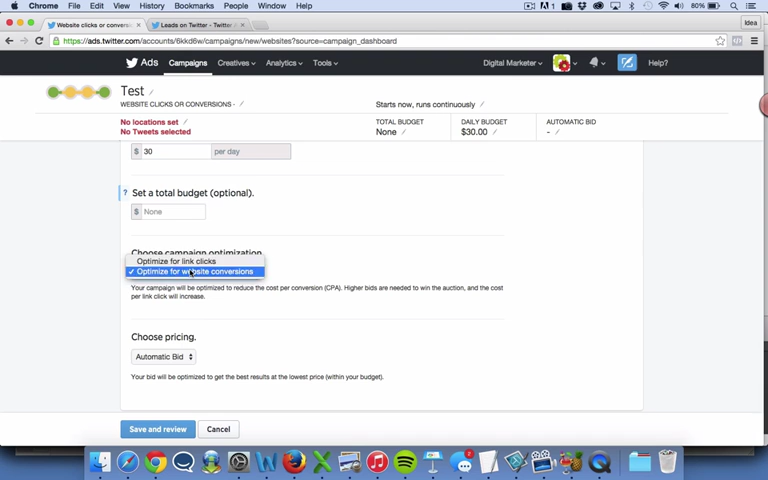 Chrome File Edit View History Bookmarks People Window Help
1
80%
Website clicks or conversi
Leads on Twitter - Twitter
Idea
https://ads.twitter.com/accounts/6kkd6w/campaigns/new/websites?source=campaign_dashboard
Ads Campaigns Creatives Analytics Tools Digital Marketer Help?
Test
WEBSITE CLICKS OR CONVERSIONS -
Starts now, runs continuously
No locations set
No Tweets selected
TOTAL BUDGET
None
DAILY BUDGET
$30.00
AUTOMATIC BID
-
$ 30 per day
? Set a total budget (optional).
$ None
Choose campaign optimization
Optimize for link clicks
✓ Optimize for website conversions
Your campaign will be optimized to reduce the cost per conversion (CPA). Higher bids are needed to win the auction, and the cost
per link click will increase.
Choose pricing.
Automatic Bid
Your bid will be optimized to get the best results at the lowest price (within your budget).
Save and review Cancel